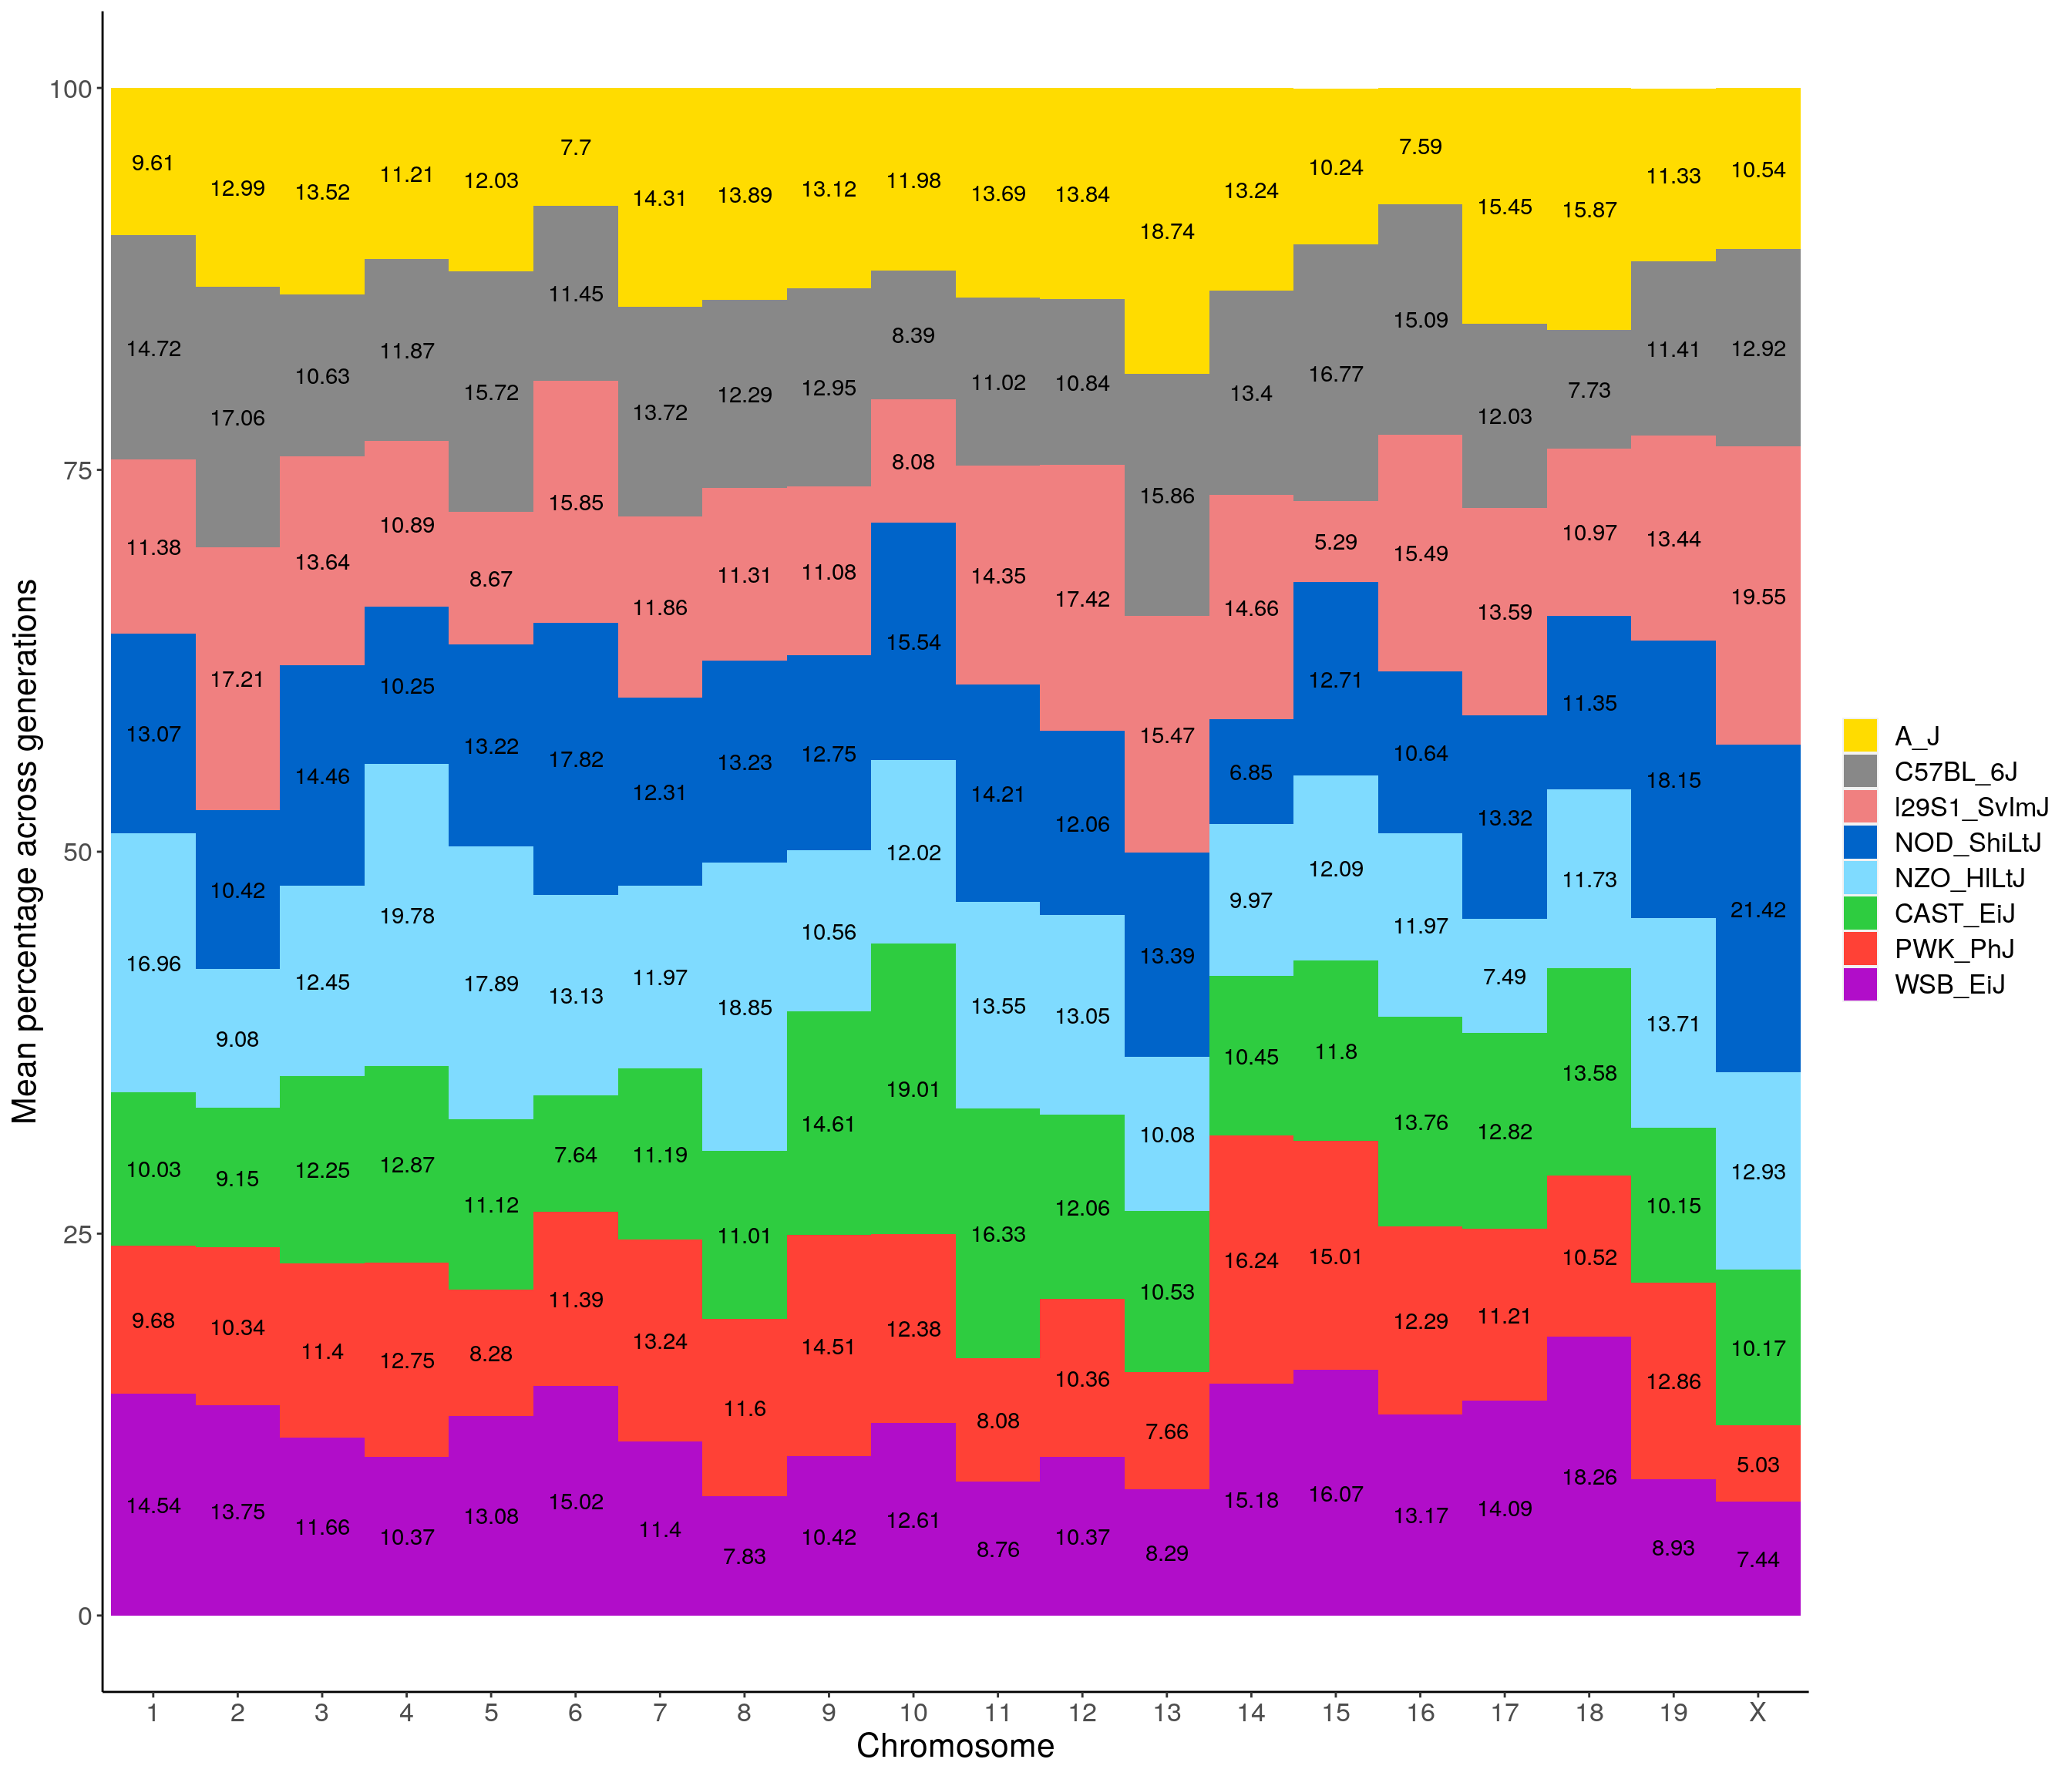 100
75
50
25
0
Mean percentage across generations
9.61 12.99 13.52 11.21 12.03 7.7 14.31 13.89 13.12 11.98 13.69 13.84 18.74 13.24 10.24 7.59 15.45 15.87 11.33 10.54
14.72 17.06 10.63 11.87 15.72 11.45 13.72 12.29 12.95 8.39 11.02 10.84 15.86 13.4 16.77 15.09 12.03 7.73 11.41 12.92
11.38 17.21 13.64 10.89 8.67 15.85 11.86 11.31 11.08 8.08 14.35 17.42 15.47 14.66 5.29 15.49 13.59 10.97 13.44 19.55
13.07 10.42 14.46 10.25 13.22 17.82 12.31 13.23 12.75 15.54 14.21 12.06 13.39 6.85 12.71 10.64 13.32 11.35 18.15 21.42
16.96 9.08 12.45 19.78 17.89 13.13 11.97 18.85 10.56 12.02 13.55 13.05 10.08 9.97 12.09 11.97 7.49 11.73 13.71 12.93
10.03 9.15 12.25 12.87 11.12 7.64 11.19 11.01 14.61 19.01 16.33 12.06 10.53 10.45 11.8 13.76 12.82 13.58 10.15 10.17
9.68 10.34 11.4 12.75 8.28 11.39 13.24 11.6 14.51 12.38 8.08 10.36 7.66 16.24 15.01 12.29 11.21 10.52 12.86 5.03
14.54 13.75 11.66 10.37 13.08 15.02 11.4 7.83 10.42 12.61 8.76 10.37 8.29 15.18 16.07 13.17 14.09 18.26 8.93 7.44
1 2 3 4 5 6 7 8 9 10 11 12 13 14 15 16 17 18 19 X
Chromosome
A_J
C57BL_6J
l29S1_SvImJ
NOD_ShiLtJ
NZO_HlLtJ
CAST_EiJ
PWK_PhJ
WSB_EiJ